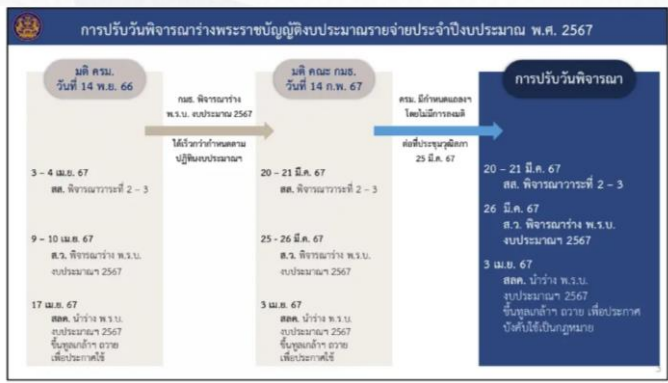 การปรับวันพิจารณาร่างพระราชบัญญัติงบประมาณรายจ่ายประจำปีงบประมาณ พ.ศ. 2567
มติ ครม.
วันที่ 14 พ.ย. 66
3 – 4 เม.ย. 67
สส. พิจารณาวาระที่ 2 – 3
9 – 10 เม.ย. 67
ส.ว. พิจารณาร่าง พ.ร.บ.
งบประมาณฯ 2567
17 เม.ย. 67
สลค. นำร่าง พ.ร.บ.
งบประมาณฯ 2567
ขึ้นทูลเกล้าฯ ถวาย
เพื่อประกาศใช้
กมธ. พิจารณาร่าง
พ.ร.บ. งบประมาณ 2567
ได้เร็วกว่ากำหนดตาม
ปฏิทินงบประมาณฯ
มติ คณะ กมธ.
วันที่ 14 ก.พ. 67
20 – 21 มี.ค. 67
สส. พิจารณาวาระที่ 2 – 3
25 - 26 มี.ค. 67
ส.ว. พิจารณาร่าง พ.ร.บ.
งบประมาณฯ 2567
3 เม.ย. 67
สลค. นำร่าง พ.ร.บ.
งบประมาณฯ 2567
ขึ้นทูลเกล้าฯ ถวาย
เพื่อประกาศใช้
ครม. มีกำหนดแถลงฯ
โดยไม่มีการลงมติ
ต่อที่ประชุมวุฒิสภา
25 มี.ค. 67
การปรับวันพิจารณา
20 – 21 มี.ค. 67
สส. พิจารณาวาระที่ 2 – 3
26 มี.ค. 67
ส.ว. พิจารณาร่าง พ.ร.บ.
งบประมาณฯ 2567
3 เม.ย. 67
สลค. นำร่าง พ.ร.บ.
งบประมาณฯ 2567
ขึ้นทูลเกล้าฯ ถวาย เพื่อประกาศ
บังคับใช้เป็นกฎหมาย
3